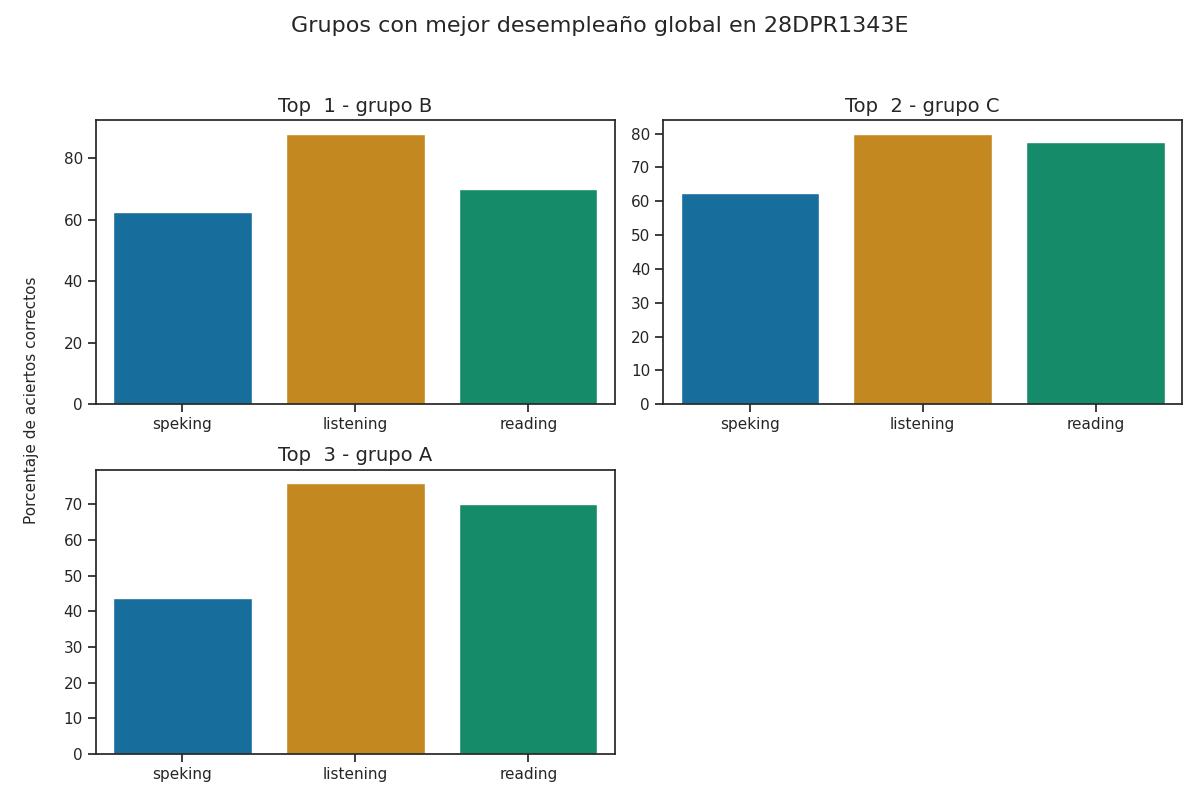 Grupos con mejor desempleaño global en 28DPR1343E
Porcentaje de aciertos correctos
Top  1 - grupo B
80
60
40
20
0
speking listening reading
Top  2 - grupo C
80
70
60
50
40
30
20
10
0
speking listening reading
Top  3 - grupo A
70
60
50
40
30
20
10
0
speking listening reading